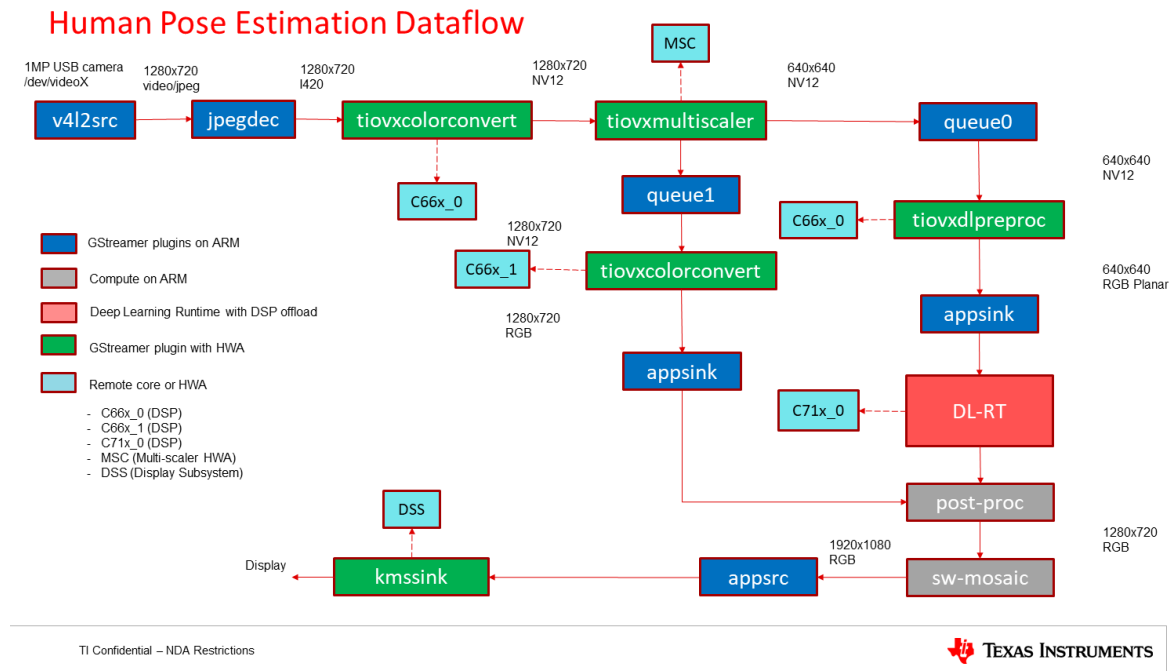 Human Pose Estimation Dataflow
MSC
1MP USB camera
/dev/videoX
1280x720
video/jpeg
1280x720
I420
1280x720
NV12
640x640
NV12
v4l2src
jpegdec
tiovxcolorconvert
tiovxmultiscaler
queue0
640x640
NV12
C66x_0
queue1
C66x_0
tiovxdlpreproc
1280x720
NV12
C66x_1
tiovxcolorconvert
640x640
RGB Planar
GStreamer plugins on ARM
Compute on ARM
Deep Learning Runtime with DSP offload
GStreamer plugin with HWA
Remote core or HWA
- C66x_0 (DSP)
- C66x_1 (DSP)
- C71x_0 (DSP)
- MSC (Multi-scaler HWA)
- DSS (Display Subsystem)
1280x720
RGB
appsink
appsink
C71x_0
DL-RT
DSS
post-proc
1280x720
RGB
1920x1080
RGB
Display
kmssink
appsrc
sw-mosaic
TI Confidential – NDA Restrictions
TEXAS INSTRUMENTS